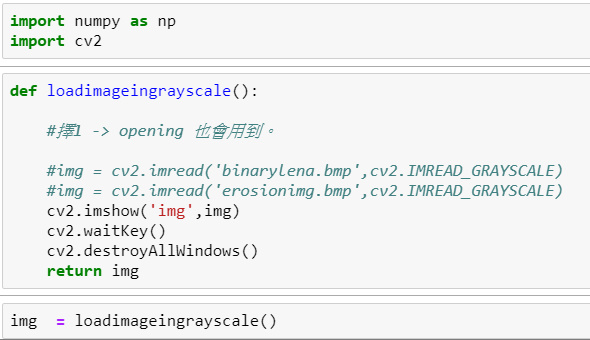 import numpy as np
import cv2
def loadimageingrayscale():
#擇1 -> opening 也會用到。
#img = cv2.imread('binarylena.bmp',cv2.IMREAD_GRAYSCALE)
#img = cv2.imread('erosionimg.bmp',cv2.IMREAD_GRAYSCALE)
cv2.imshow('img',img)
cv2.waitKey()
cv2.destroyAllWindows()
return img
img  = loadimageingrayscale()